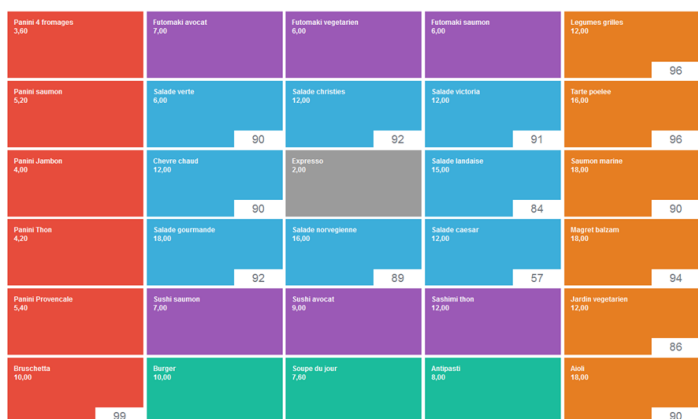 Panini 4 fromages
3,60
Futomaki avocat
7,00
Futomaki vegetarien
6,00
Futomaki saumon
6,00
Legumes grilles
12,00
96
Panini saumon
5,20
Salade verte
6,00
90
Salade christies
12,00
92
Salade victoria
12,00
91
Tarte poelee
16,00
96
Panini Jambon
4,00
Chevre chaud
12,00
90
Expresso
2,00
Salade landaise
15,00
84
Saumon marine
18,00
90
Panini Thon
4,20
Salade gourmande
18,00
92
Salade norvegienne
16,00
89
Salade caesar
12,00
57
Magret balzam
18,00
94
Panini Provencale
5,40
Sushi saumon
7,00
Sushi avocat
9,00
Sashimi thon
12,00
Jardin vegetarien
12,00
86
Bruschetta
10,00
99
Burger
10,00
Soupe du jour
7,60
Antipasti
8,00
Aioli
18,00
90